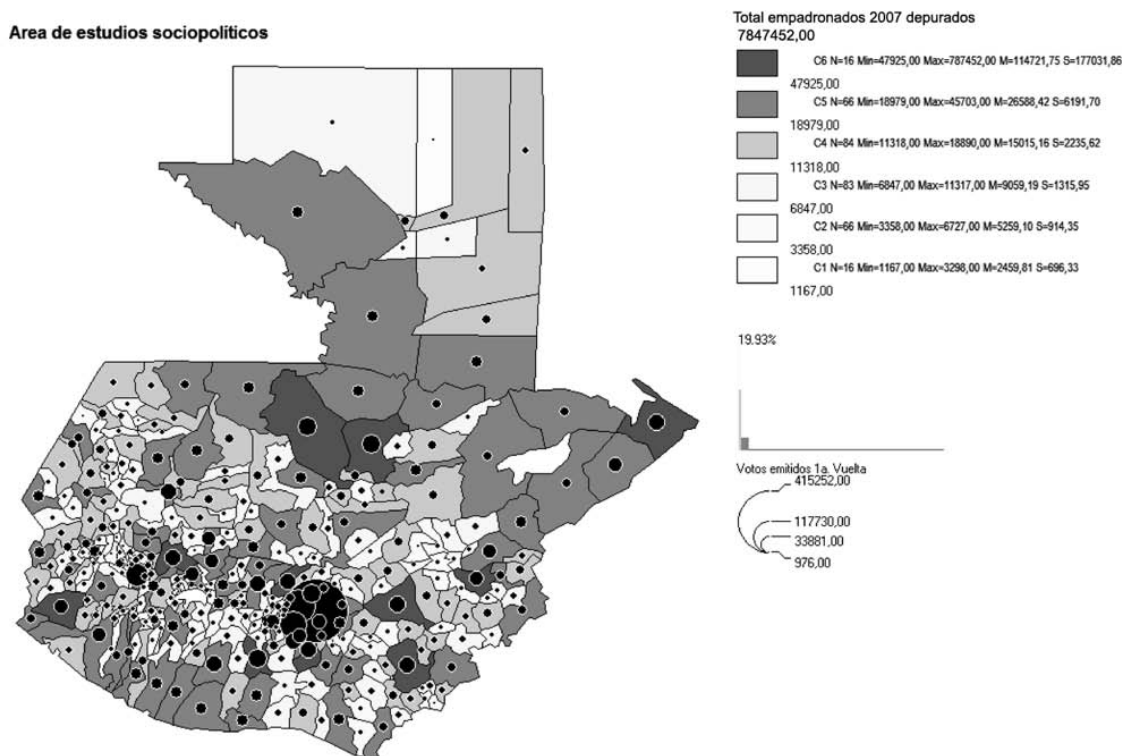 Area de estudios sociopolíticos
Total empadronados 2007 depurados
7847452,00
C6 N=16 Min=47925,00 Max=787452,00 M=114721,75 S=177031,86
47925,00
C5 N=66 Min=18979,00 Max=45703,00 M=26588,42 S=6191,70
18979,00
C4 N=84 Min=11318,00 Max=18890,00 M=15015,16 S=2235,62
11318,00
C3 N=83 Min=6847,00 Max=11317,00 M=9059,19 S=1315,95
6847,00
C2 N=66 Min=3358,00 Max=6727,00 M=5259,10 S=914,35
3358,00
C1 N=16 Min=1167,00 Max=3298,00 M=2459,81 S=696,33
1167,00
19.93%
Votos emitidos 1a. Vuelta
415252,00
117730,00
33881,00
976,00